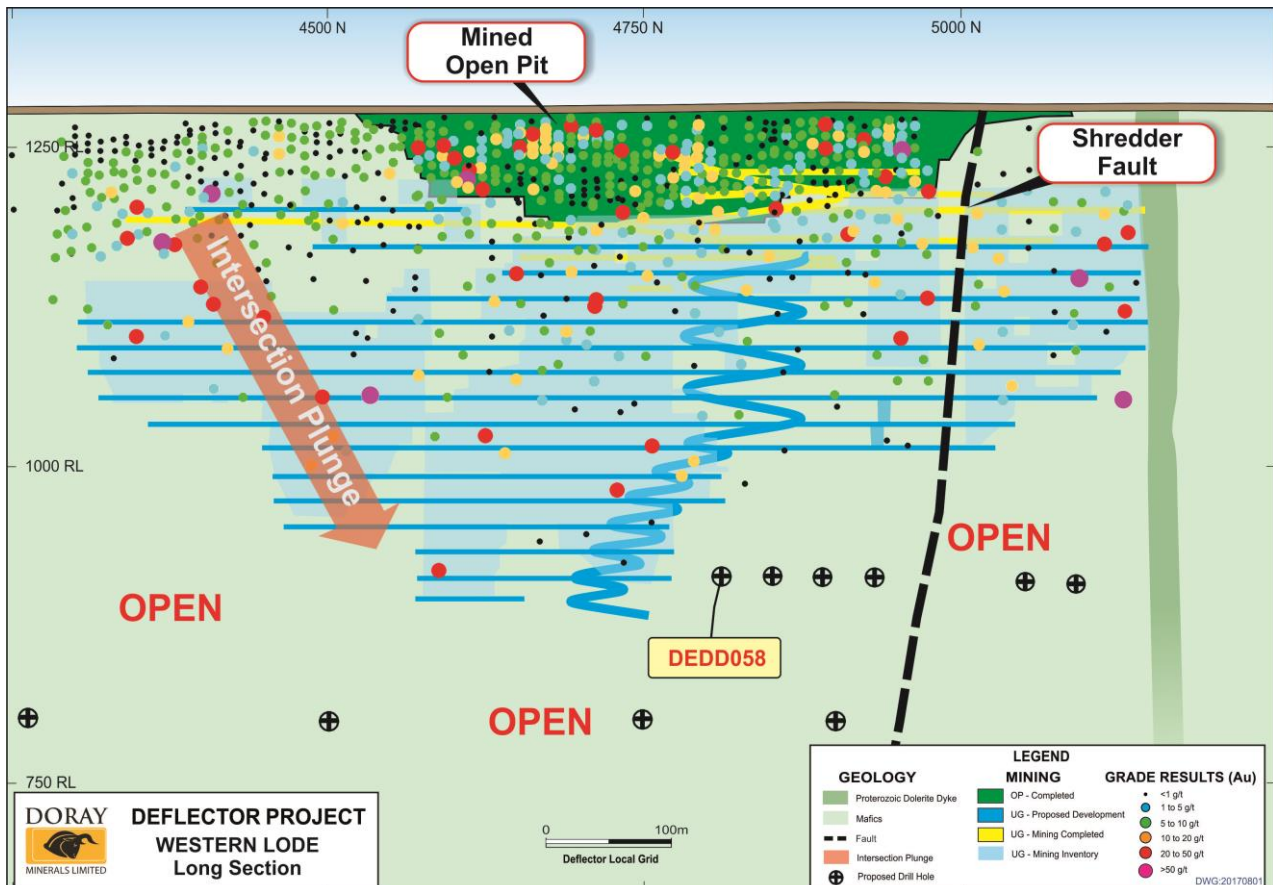 4500 N
4750 N
5000 N
Mined
Open Pit
Shredder
Fault
1250 RL
1000 RL
750 RL
Intersection Plunge
OPEN
OPEN
OPEN
DEDD058
DORAY
MINERALS LIMITED
DEFLECTOR PROJECT
WESTERN LODE
Long Section
0
100m
Deflector Local Grid
LEGEND
GEOLOGY
Proterozoic Dolerite Dyke
Mafics
Fault
Intersection Plunge
Proposed Drill Hole
MINING
OP - Completed
UG - Proposed Development
UG - Mining Completed
UG - Mining Inventory
GRADE RESULTS (Au)
<1 g/t
1 to 5 g/t
5 to 10 g/t
10 to 20 g/t
20 to 50 g/t
>50 g/t
DWG:20170801